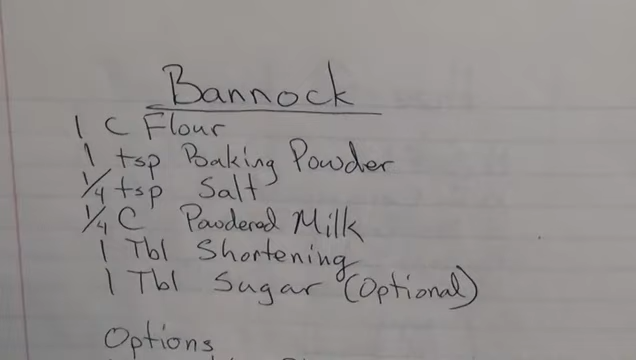 Bannock
1 C Flour
1 tsp Baking Powder
1/4 tsp Salt
1/4 C Powdered Milk
1 Tbl Shortening
1 Tbl Sugar (Optional)
Options